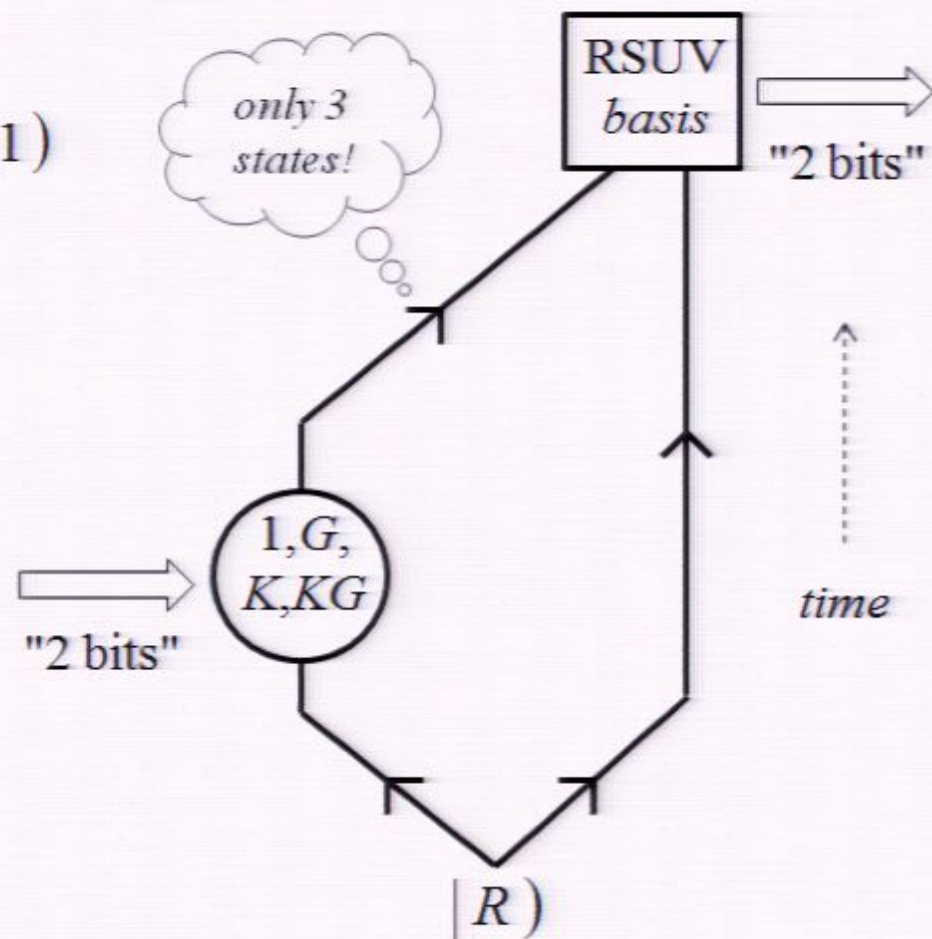 1)
only 3
states!
RSUV
basis
"2 bits"
1,G,
K,KG
"2 bits"
time
|R)